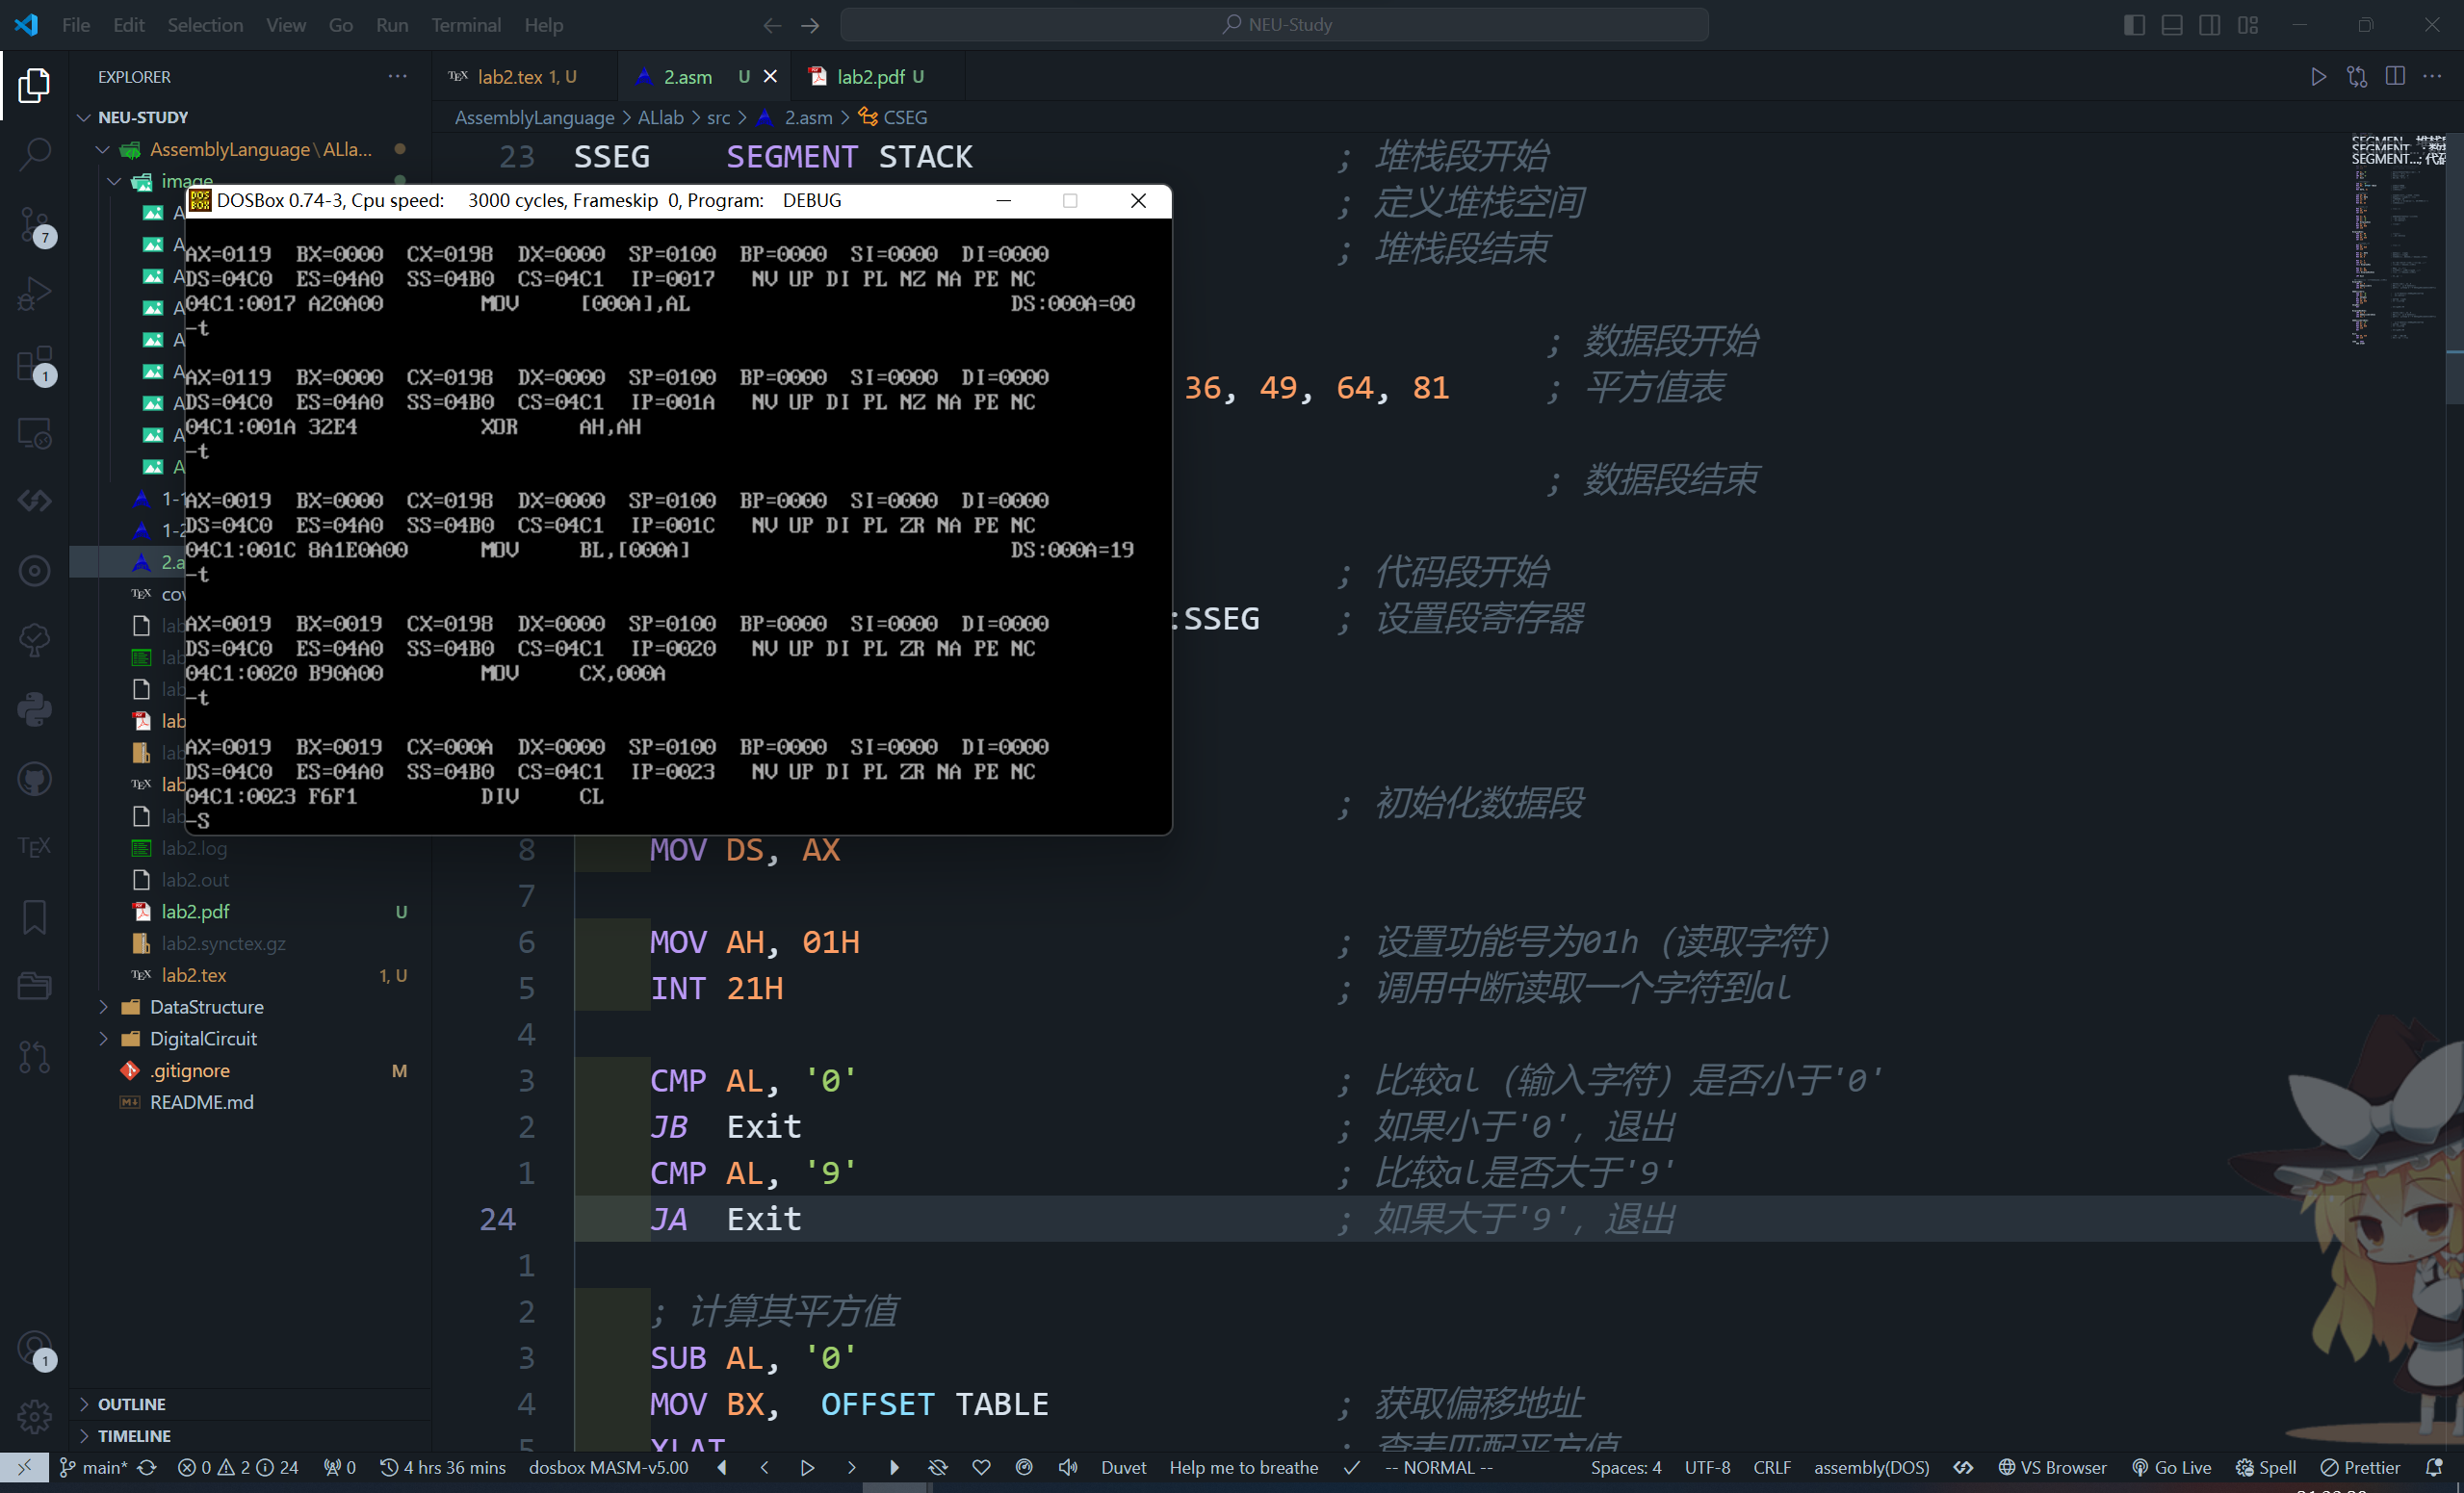 File Edit Selection View Go Run Terminal Help
NEU-Study
EXPLORER
NEU-STUDY
AssemblyLanguage\ALla...
image
1-1
1-2
2.a
cov
lab
lab
lab
lab
lab
lab
lab
lab2.log
lab2.out
lab2.pdf U
lab2.synctex.gz
lab2.tex 1, U
DataStructure
DigitalCircuit
.gitignore M
README.md
OUTLINE
TIMELINE
lab2.tex 1, U
2.asm U
lab2.pdf U
AssemblyLanguage > ALlab > src > 2.asm > CSEG
23 SSEG SEGMENT STACK ; 堆栈段开始
; 定义堆栈空间
; 堆栈段结束
; 数据段开始
36, 49, 64, 81 ; 平方值表
; 数据段结束
; 代码段开始
:SSEG ; 设置段寄存器
; 初始化数据段
8 MOV DS, AX
7
6 MOV AH, 01H ; 设置功能号为01h (读取字符)
5 INT 21H ; 调用中断读取一个字符到al
4
3 CMP AL, '0' ; 比较al (输入字符) 是否小于'0'
2 JB Exit ; 如果小于'0', 退出
1 CMP AL, '9' ; 比较al是否大于'9'
24 JA Exit ; 如果大于'9', 退出
1
2 ; 计算其平方值
3 SUB AL, '0'
4 MOV BX, OFFSET TABLE ; 获取偏移地址
5 XLAT ; 查表匹配平方值
DOSBox 0.74-3, Cpu speed: 3000 cycles, Frameskip 0, Program: DEBUG
AX=0119 BX=0000 CX=0198 DX=0000 SP=0100 BP=0000 SI=0000 DI=0000
DS=04C0 ES=04A0 SS=04B0 CS=04C1 IP=0017 NV UP DI PL NZ NA PE NC
04C1:0017 A20A00 MOV [000A],AL DS:000A=00
-t
AX=0119 BX=0000 CX=0198 DX=0000 SP=0100 BP=0000 SI=0000 DI=0000
DS=04C0 ES=04A0 SS=04B0 CS=04C1 IP=001A NV UP DI PL NZ NA PE NC
04C1:001A 32E4 XOR AH,AH
-t
AX=0019 BX=0000 CX=0198 DX=0000 SP=0100 BP=0000 SI=0000 DI=0000
DS=04C0 ES=04A0 SS=04B0 CS=04C1 IP=001C NV UP DI PL ZR NA PE NC
04C1:001C 8A1E0A00 MOV BL,[000A] DS:000A=19
-t
AX=0019 BX=0019 CX=0198 DX=0000 SP=0100 BP=0000 SI=0000 DI=0000
DS=04C0 ES=04A0 SS=04B0 CS=04C1 IP=0020 NV UP DI PL ZR NA PE NC
04C1:0020 B90A00 MOV CX,000A
-t
AX=0019 BX=0019 CX=000A DX=0000 SP=0100 BP=0000 SI=0000 DI=0000
DS=04C0 ES=04A0 SS=04B0 CS=04C1 IP=0023 NV UP DI PL ZR NA PE NC
04C1:0023 F6F1 DIV CL
-S
main* 0 2 24 0 4 hrs 36 mins dosbox MASM-v5.00 Duvet Help me to breathe -- NORMAL -- Spaces: 4 UTF-8 CRLF assembly(DOS) VS Browser Go Live Spell Prettier